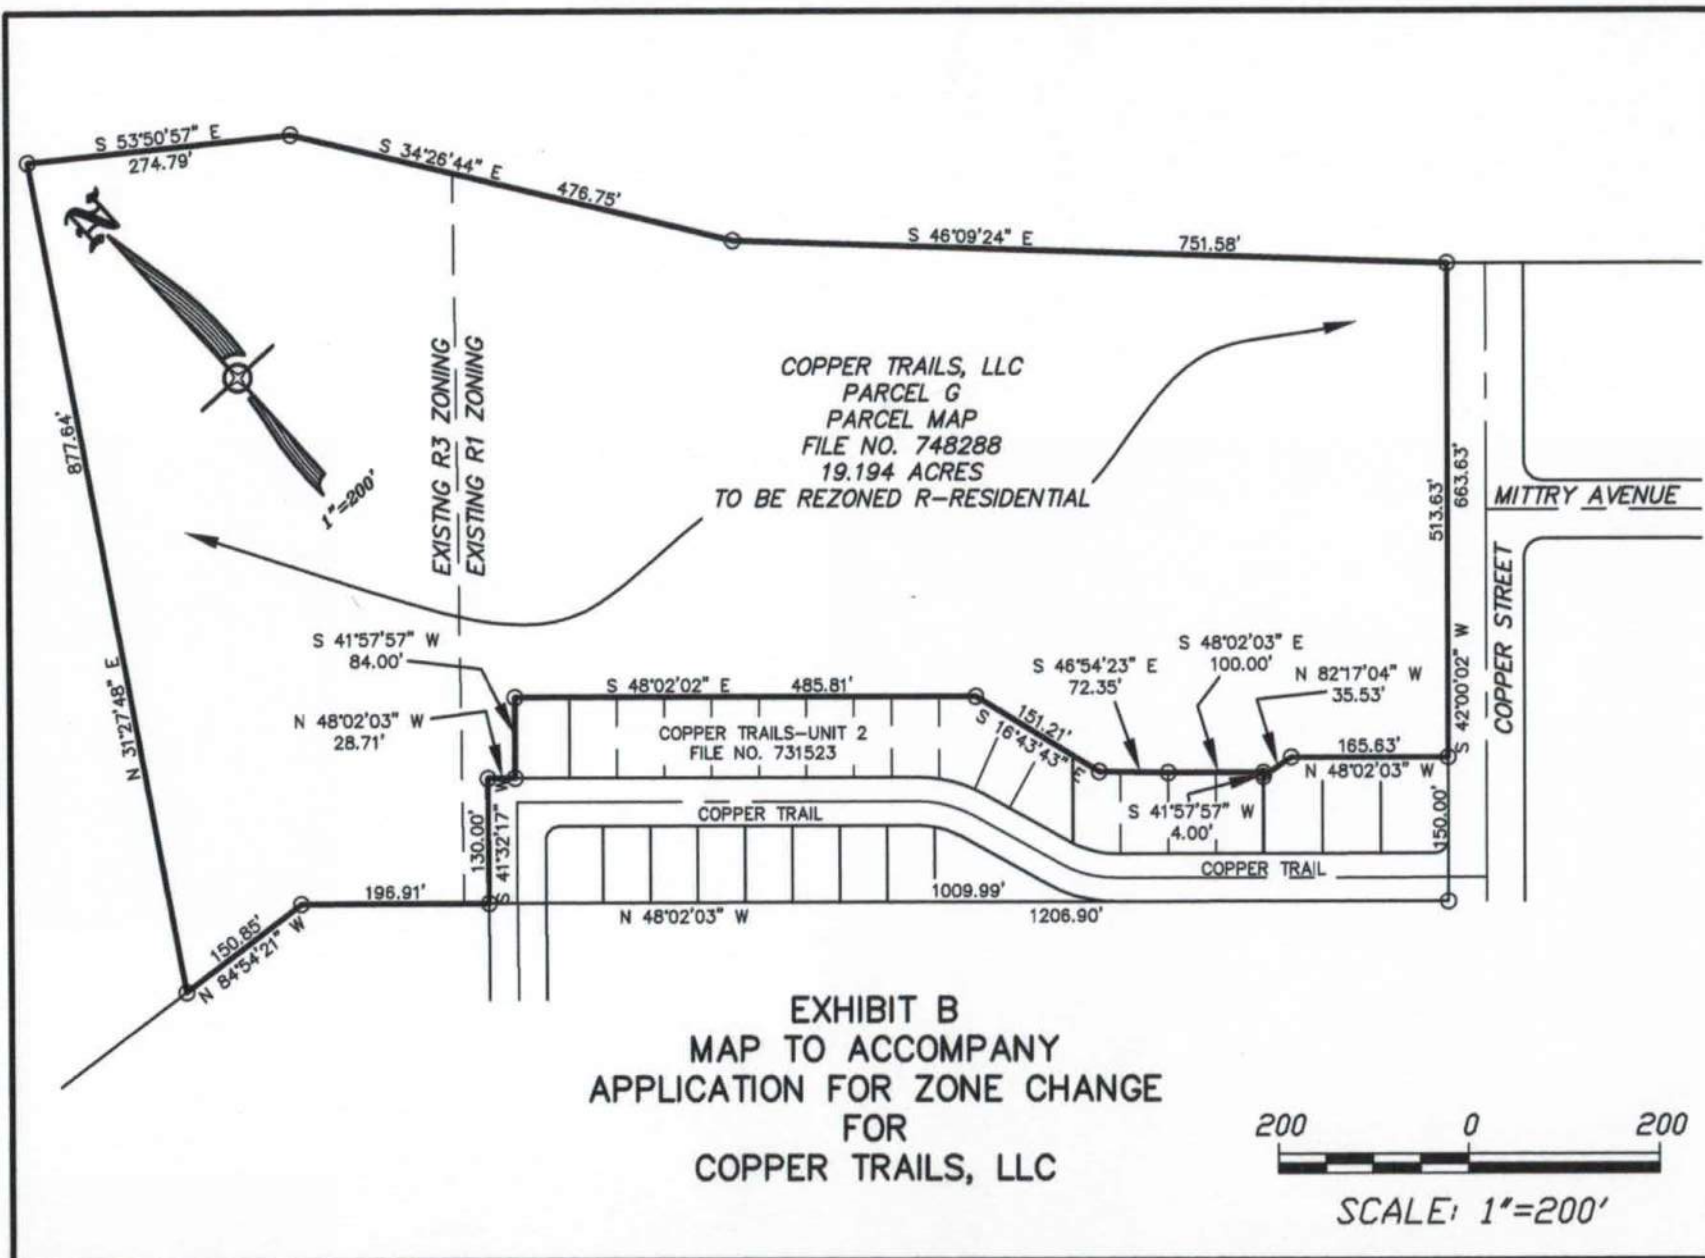 S 53°50'57" E
274.79'
S 34°26'44" E
476.75'
S 46°09'24" E
751.58'
N
1"=200'
877.64'
N 31°27'48" E
EXISTING R3 ZONING
EXISTING R1 ZONING
COPPER TRAILS, LLC
PARCEL G
PARCEL MAP
FILE NO. 748288
19.194 ACRES
TO BE REZONED R-RESIDENTIAL
513.63'
663.63'
S 42°00'02" W
MITTRY AVENUE
COPPER STREET
S 41°57'57" W
84.00'
N 48°02'03" W
28.71'
S 48°02'02" E
485.81'
COPPER TRAILS-UNIT 2
FILE NO. 731523
151.21'
S 16°43'43" E
S 46°54'23" E
72.35'
S 48°02'03" E
100.00'
N 82°17'04" W
35.53'
165.63'
N 48°02'03" W
S 41°57'57" W
4.00'
150.00'
130.00'
S 41°32'17" W
COPPER TRAIL
COPPER TRAIL
196.91'
150.85'
N 84°54'21" W
N 48°02'03" W
1009.99'
1206.90'
EXHIBIT B
MAP TO ACCOMPANY
APPLICATION FOR ZONE CHANGE
FOR
COPPER TRAILS, LLC
200 0 200
SCALE: 1"=200'